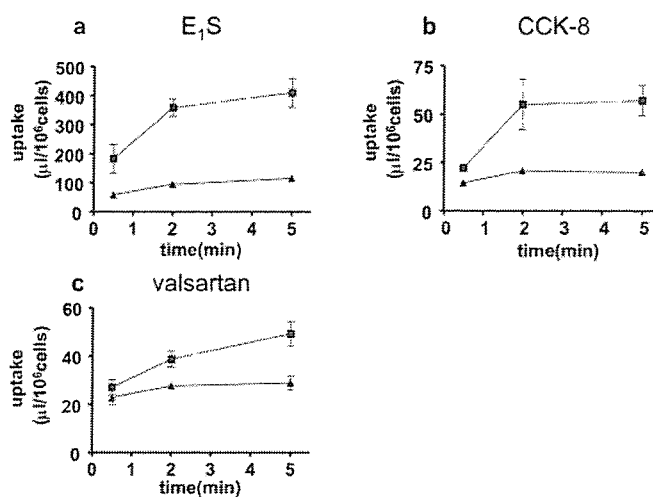 a E₁S
500
400
300
200
100
0
uptake
(µl/10⁶cells)
0 1 2 3 4 5
time(min)
b CCK-8
75
50
25
0
uptake
(µl/10⁶cells)
0 1 2 3 4 5
time(min)
c valsartan
60
40
20
0
uptake
(µl/10⁶cells)
0 1 2 3 4 5
time(min)